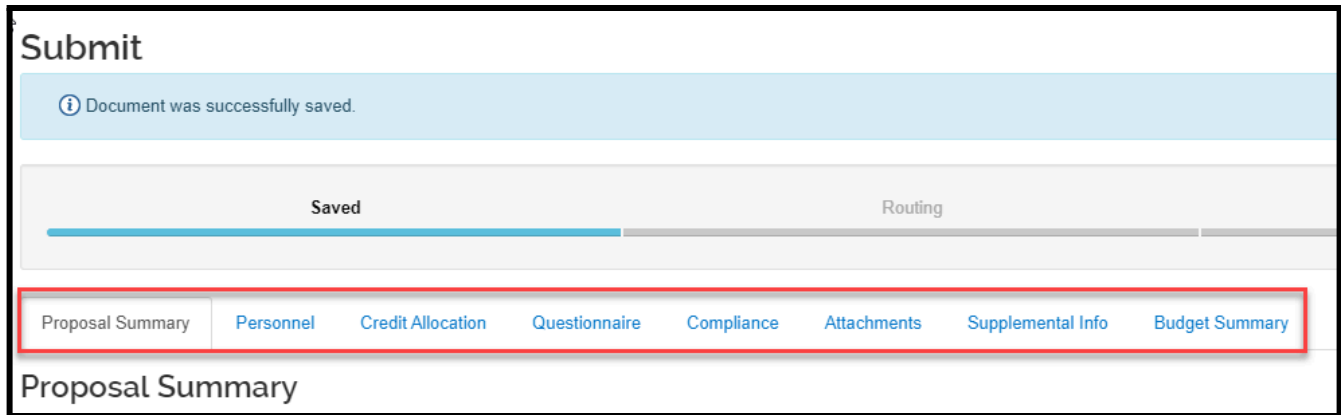 Submit
Document was successfully saved.
Saved Routing
Proposal Summary Personnel Credit Allocation Questionnaire Compliance Attachments Supplemental Info Budget Summary
Proposal Summary